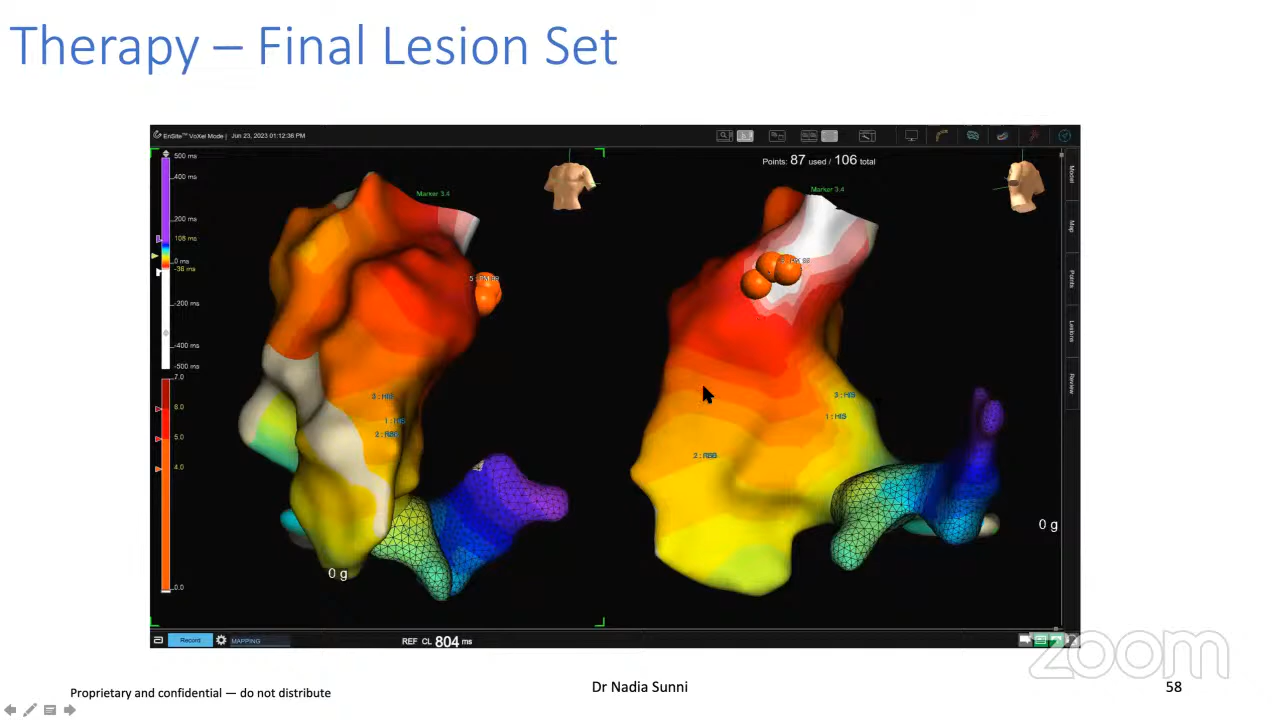 Therapy – Final Lesion Set
EnSite™ VoXel Mode | Jun 23, 2023 01:12:36 PM
Points: 87 used / 106 total
500 ms
400 ms
200 ms
108 ms
0 ms
-38 ms
-200 ms
-400 ms
-500 ms
7.0
6.0
5.0
4.0
0.0
Marker 3.4
3 : HIS
1 : HIS
2 : RBB
0 g
Marker 3.4
3 : HIS
1 : HIS
2 : RBB
0 g
Model
Map
Points
Lesions
Review
Record
MAPPING
REF CL 804 ms
zoom
Proprietary and confidential — do not distribute
Dr Nadia Sunni
58